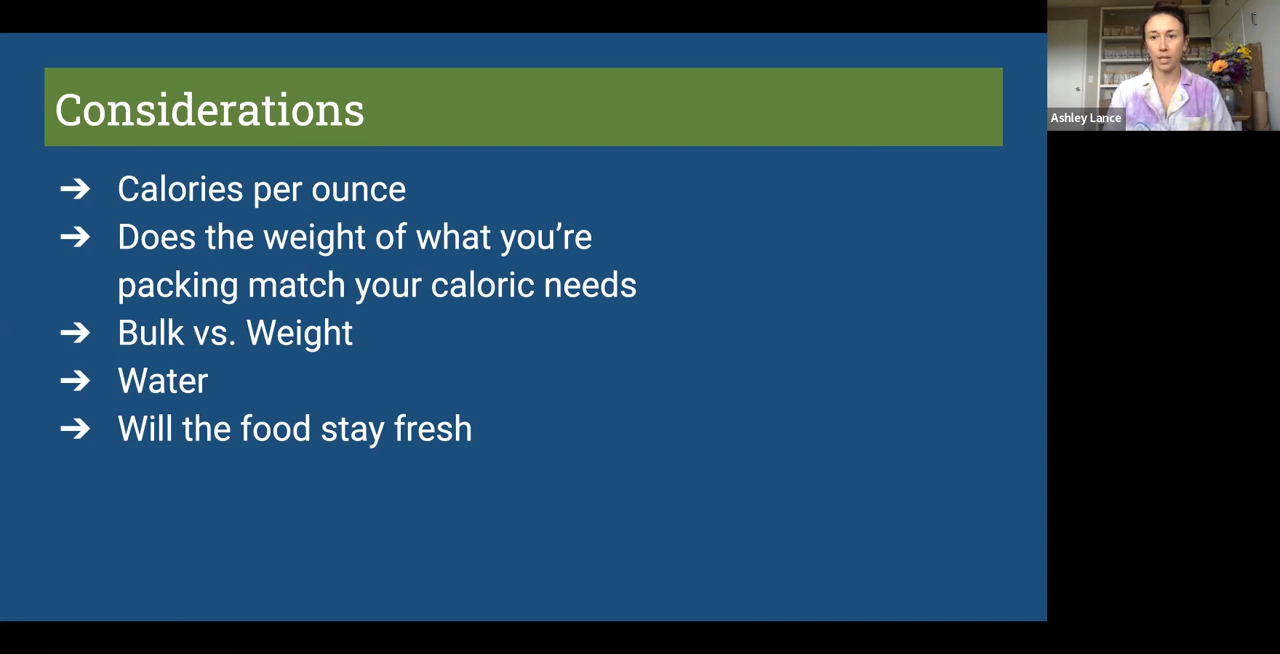 Considerations
➔ Calories per ounce
➔ Does the weight of what you’re
packing match your caloric needs
➔ Bulk vs. Weight
➔ Water
➔ Will the food stay fresh
Ashley Lance